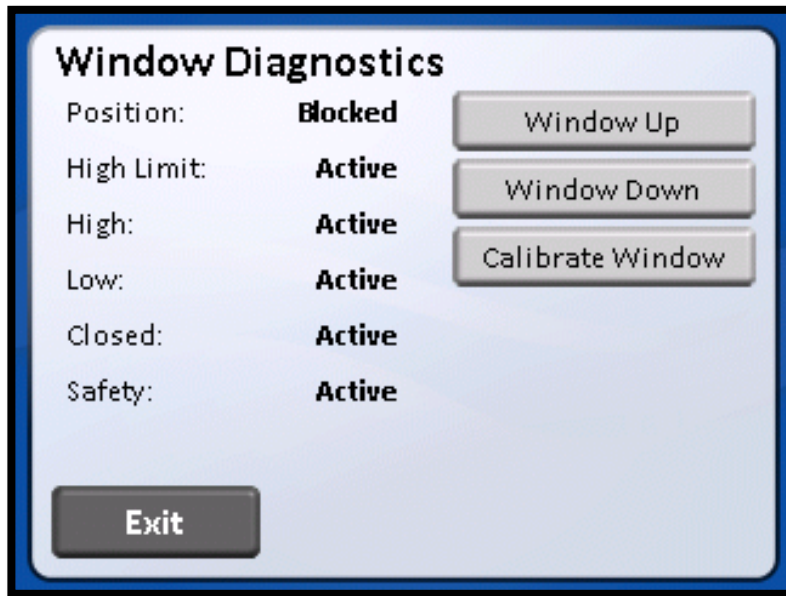 Window Diagnostics
Position: Blocked
Window Up
High Limit: Active
Window Down
High: Active
Calibrate Window
Low: Active
Closed: Active
Safety: Active
Exit